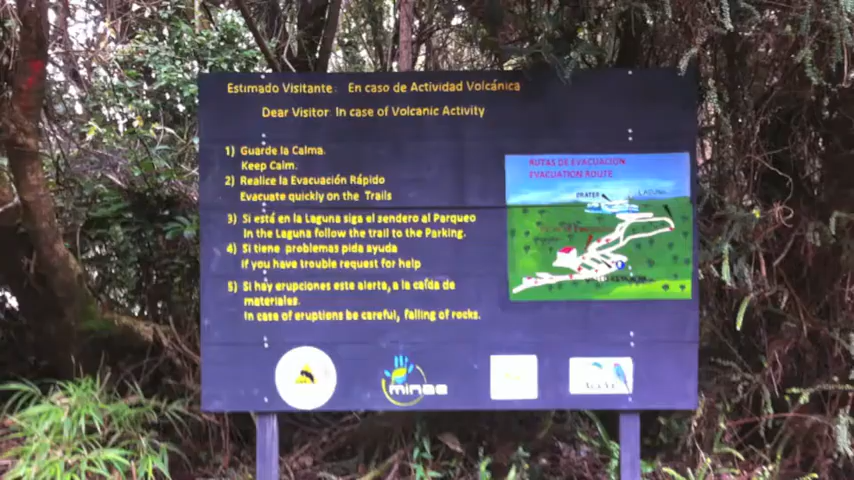 Estimado Visitante: En caso de Actividad Volcánica
Dear Visitor: In case of Volcanic Activity
1) Guarde la Calma.
Keep Calm.
2) Realice la Evacuación Rápido
Evacuate quickly on the Trails
3) Si está en la Laguna siga el sendero al Parqueo
In the Laguna follow the trail to the Parking.
4) Si tiene problemas pida ayuda
If you have trouble request for help
5) Si hay erupciones este alerta, a la caída de
materiales.
In case of eruptions be careful, falling of rocks.
RUTAS DE EVACUACION
EVACUATION ROUTE
CRATER
LAGUNA
minae